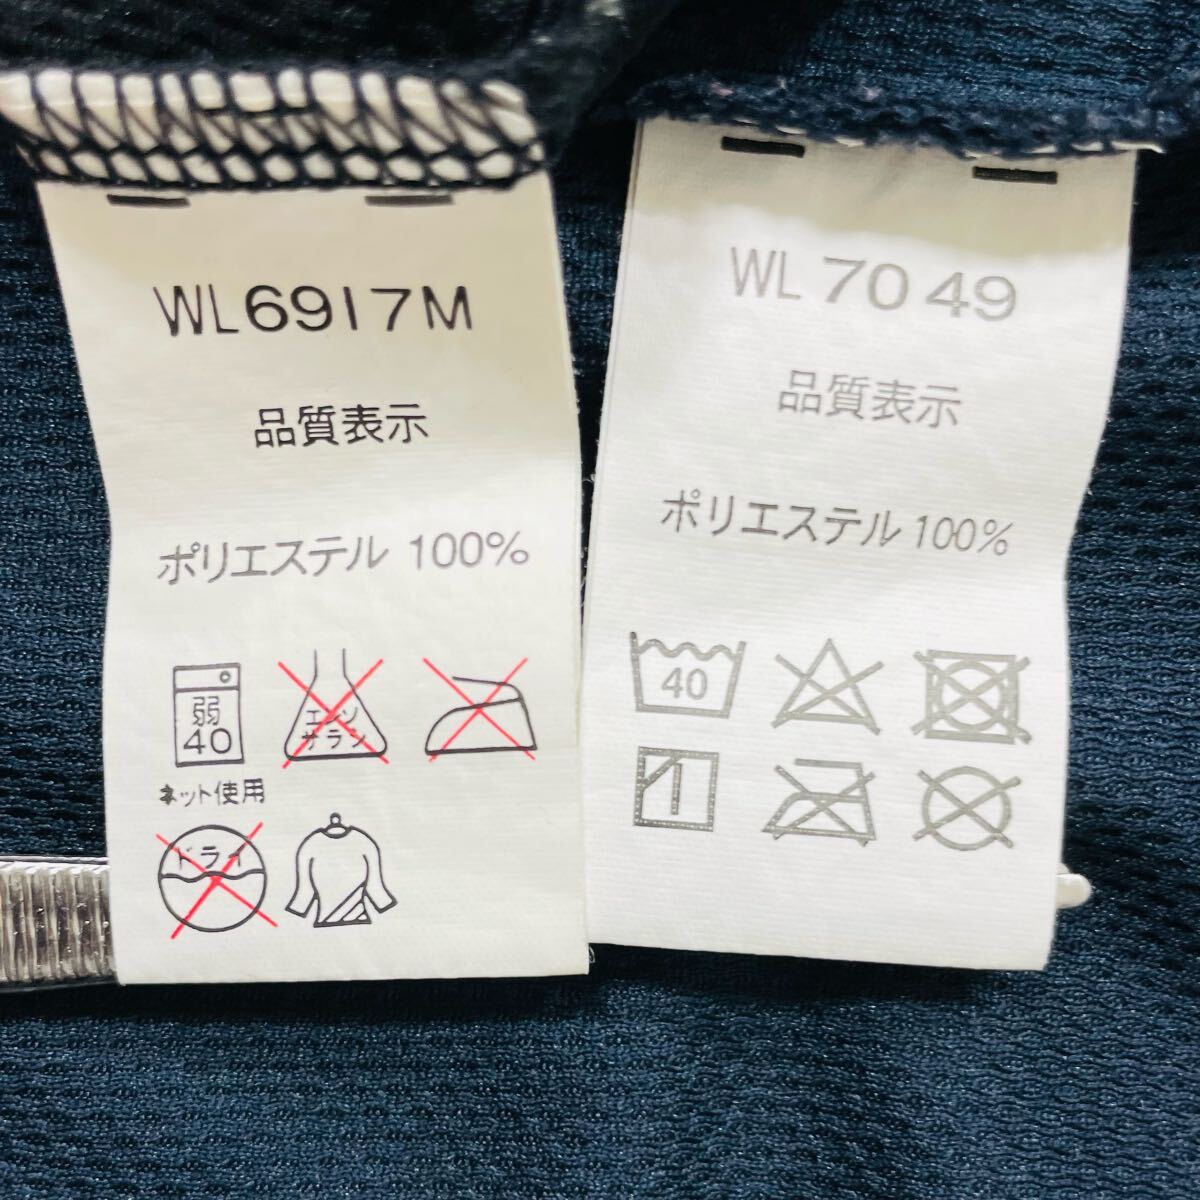 WL6917M
品質表示
ポリエステル 100%
弱
40
エンソ
サラシ
ネット使用
ドライ
WL 7049
品質表示
ポリエステル 100%
40